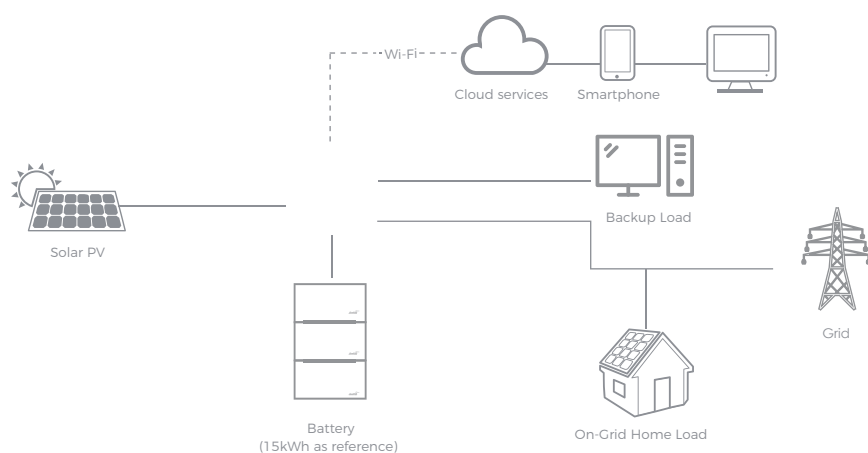 Wi-Fi
Cloud services
Smartphone
Solar PV
Backup Load
Grid
Battery
(15kWh as reference)
On-Grid Home Load